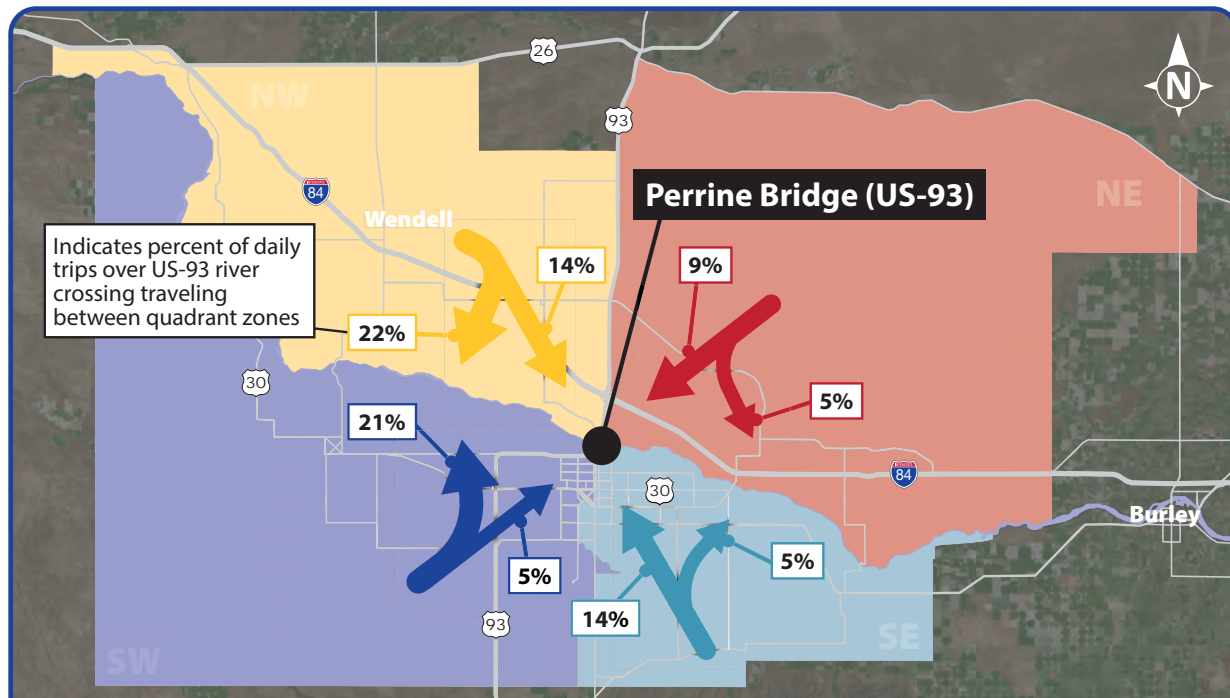 26
N
NW
93
NE
84
Perrine Bridge (US-93)
Wendell
Indicates percent of daily
trips over US-93 river
crossing traveling
between quadrant zones
14%
9%
22%
30
5%
21%
84
30
Burley
5%
5%
14%
93
SE
SW